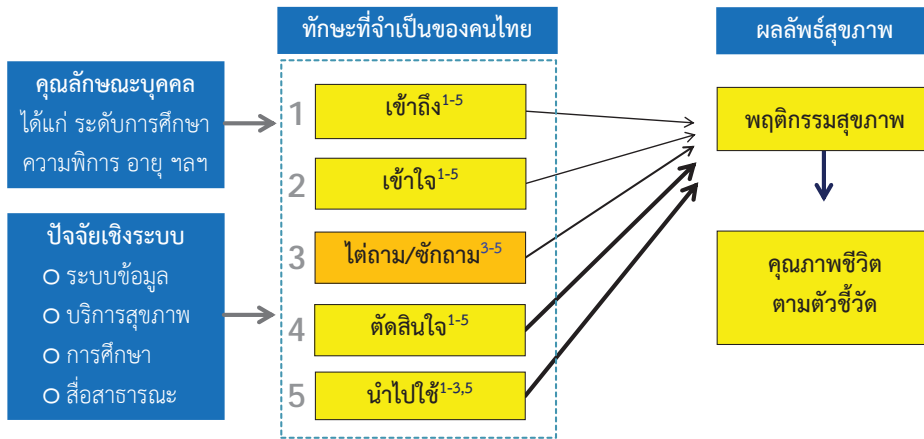 ทักษะที่จำเป็นของคนไทย
ผลลัพธ์สุขภาพ
คุณลักษณะบุคคล
ได้แก่ ระดับการศึกษา
ความพิการ อายุ ฯลฯ
ปัจจัยเชิงระบบ
ระบบข้อมูล
บริการสุขภาพ
การศึกษา
สื่อสาธารณะ
1 เข้าถึง1-5
2 เข้าใจ1-5
3 ไต่ถาม/ซักถาม3-5
4 ตัดสินใจ1-5
5 นำไปใช้1-3,5
พฤติกรรมสุขภาพ
คุณภาพชีวิต
ตามตัวชี้วัด